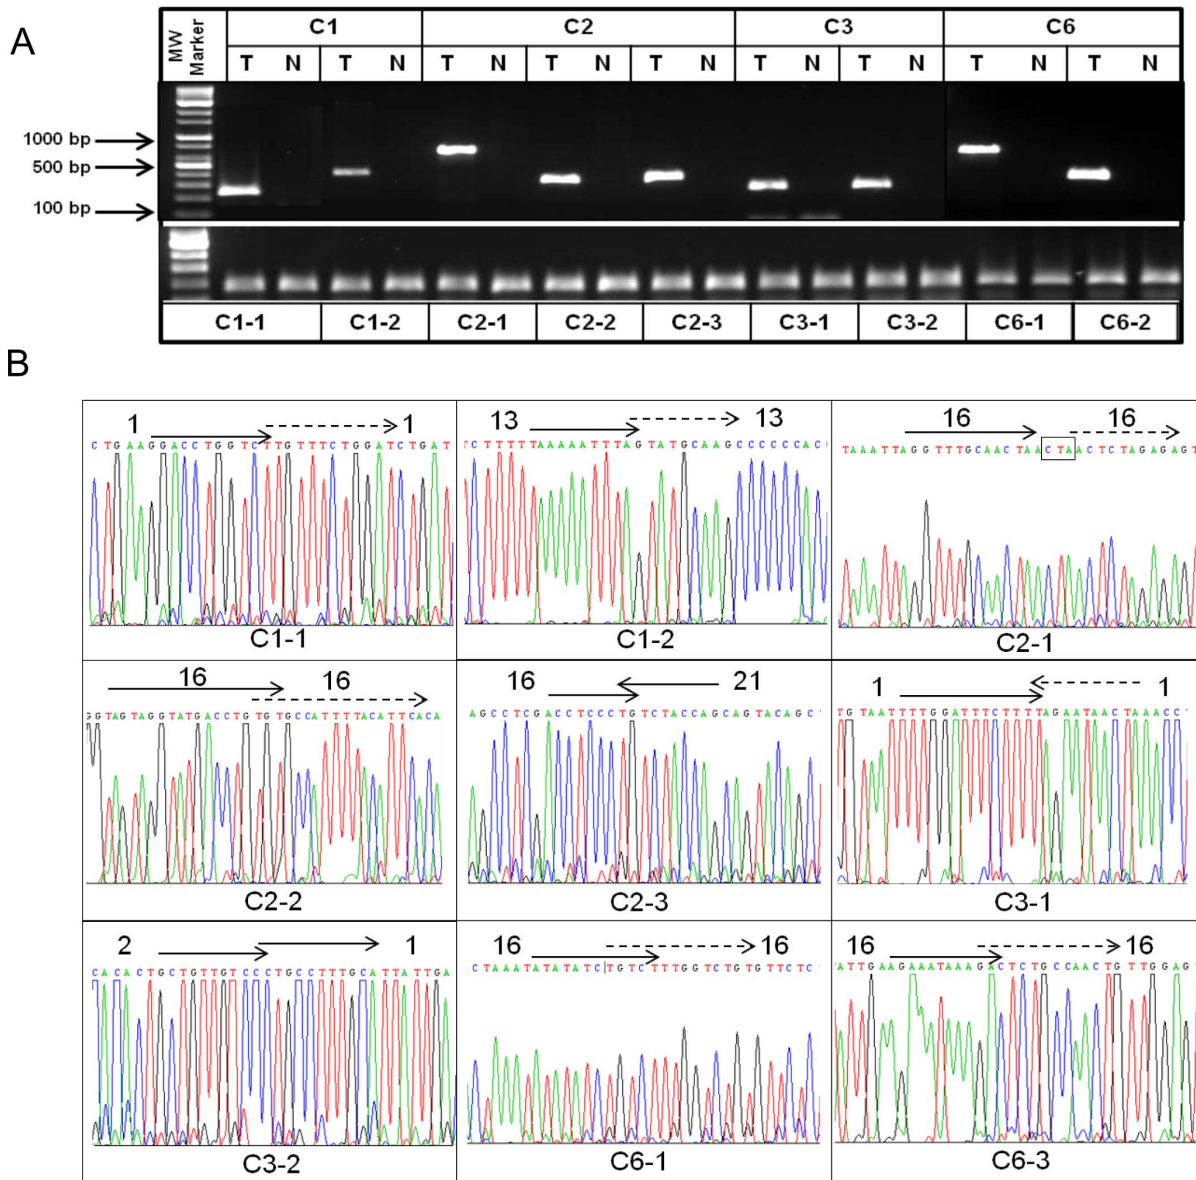 A
MW Marker
C1 C2 C3 C6
T N T N T N T N T N T N T N T N T N
1000 bp
500 bp
100 bp
C1-1 C1-2 C2-1 C2-2 C2-3 C3-1 C3-2 C6-1 C6-2
B
1 1
CTGAAGGACCTGGTCTTGTTTCTGGATCTGAT
C1-1
13 13
TCTTTTTAAAAATTTAGTATGCAAGCCCCCCAC
C1-2
16 16
TAAATTAGGTTTGCAACTAACTAACTCTAGAGAGT
C2-1
16 16
GGTAGTAGGTATGACCTGTGTGCCATTTTACATTCACA
C2-2
16 21
AGCCTCGACCTCCCTGTCTACCAGCAGTACAGC
C2-3
1 1
TGTAATTTTGGATTTCTTTTAGAATAACTAAACC
C3-1
2 1
CACACTGCTGTTGTCCCTGCCTTTGCATTATTGA
C3-2
16 16
CTAAATATATATCTGTCTTTGGTCTGTGTTCTC
C6-1
16 16
ATTGAAGAAATAAAGACTCTGCCAACTGTTGGAG
C6-3